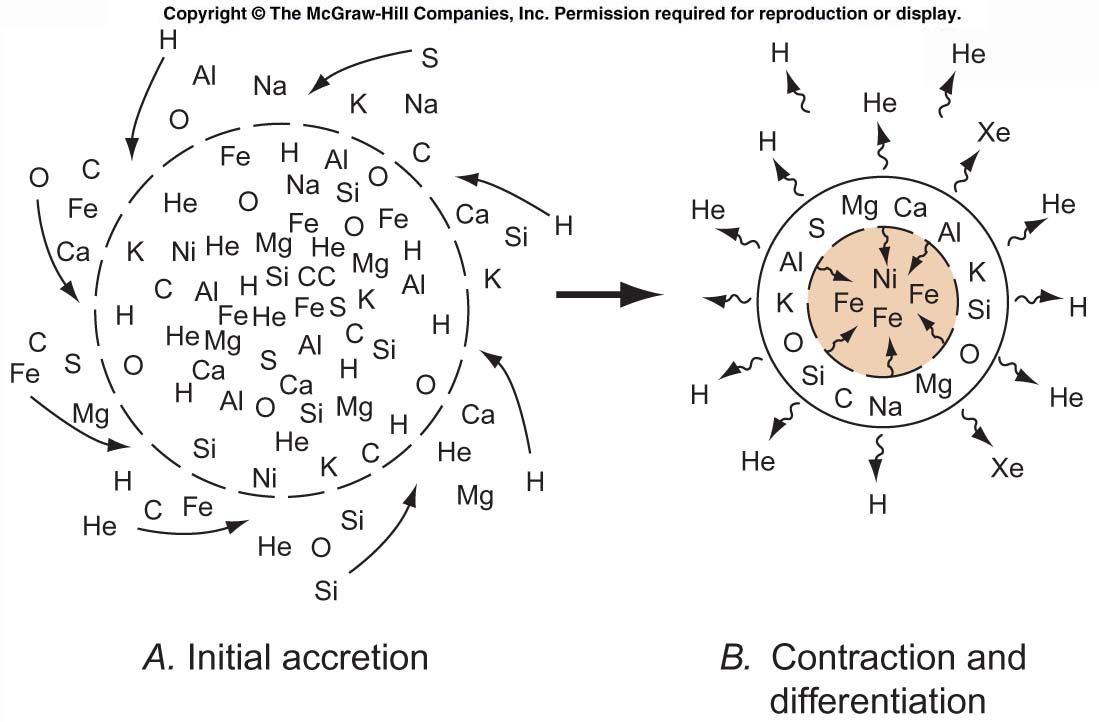 Copyright © The McGraw-Hill Companies, Inc. Permission required for reproduction or display.
H
Al
Na
S
K
Na
O
C
O
C
Fe
Ca
Fe
H
Al
Na
Si
O
He
O
Fe
O
Fe
Ca
Si
H
K
Ni
He
Mg
He
Mg
H
K
C
Al
H
Si
C
C
Al
H
Fe
He
Fe
S
K
H
He
Mg
S
Al
C
Si
C
Fe
S
Mg
O
Ca
H
H
Al
O
Ca
Si
Mg
O
H
Ca
Si
He
C
He
H
Ni
K
Mg
H
C
Fe
He
He
O
Si
Si
H
He
He
H
Xe
He
He
H
H
He
He
Xe
H
Mg
Ca
S
Al
Al
K
K
Si
O
O
Si
Mg
C
Na
Ni
Fe
Fe
Fe
A. Initial accretion
B. Contraction and
differentiation